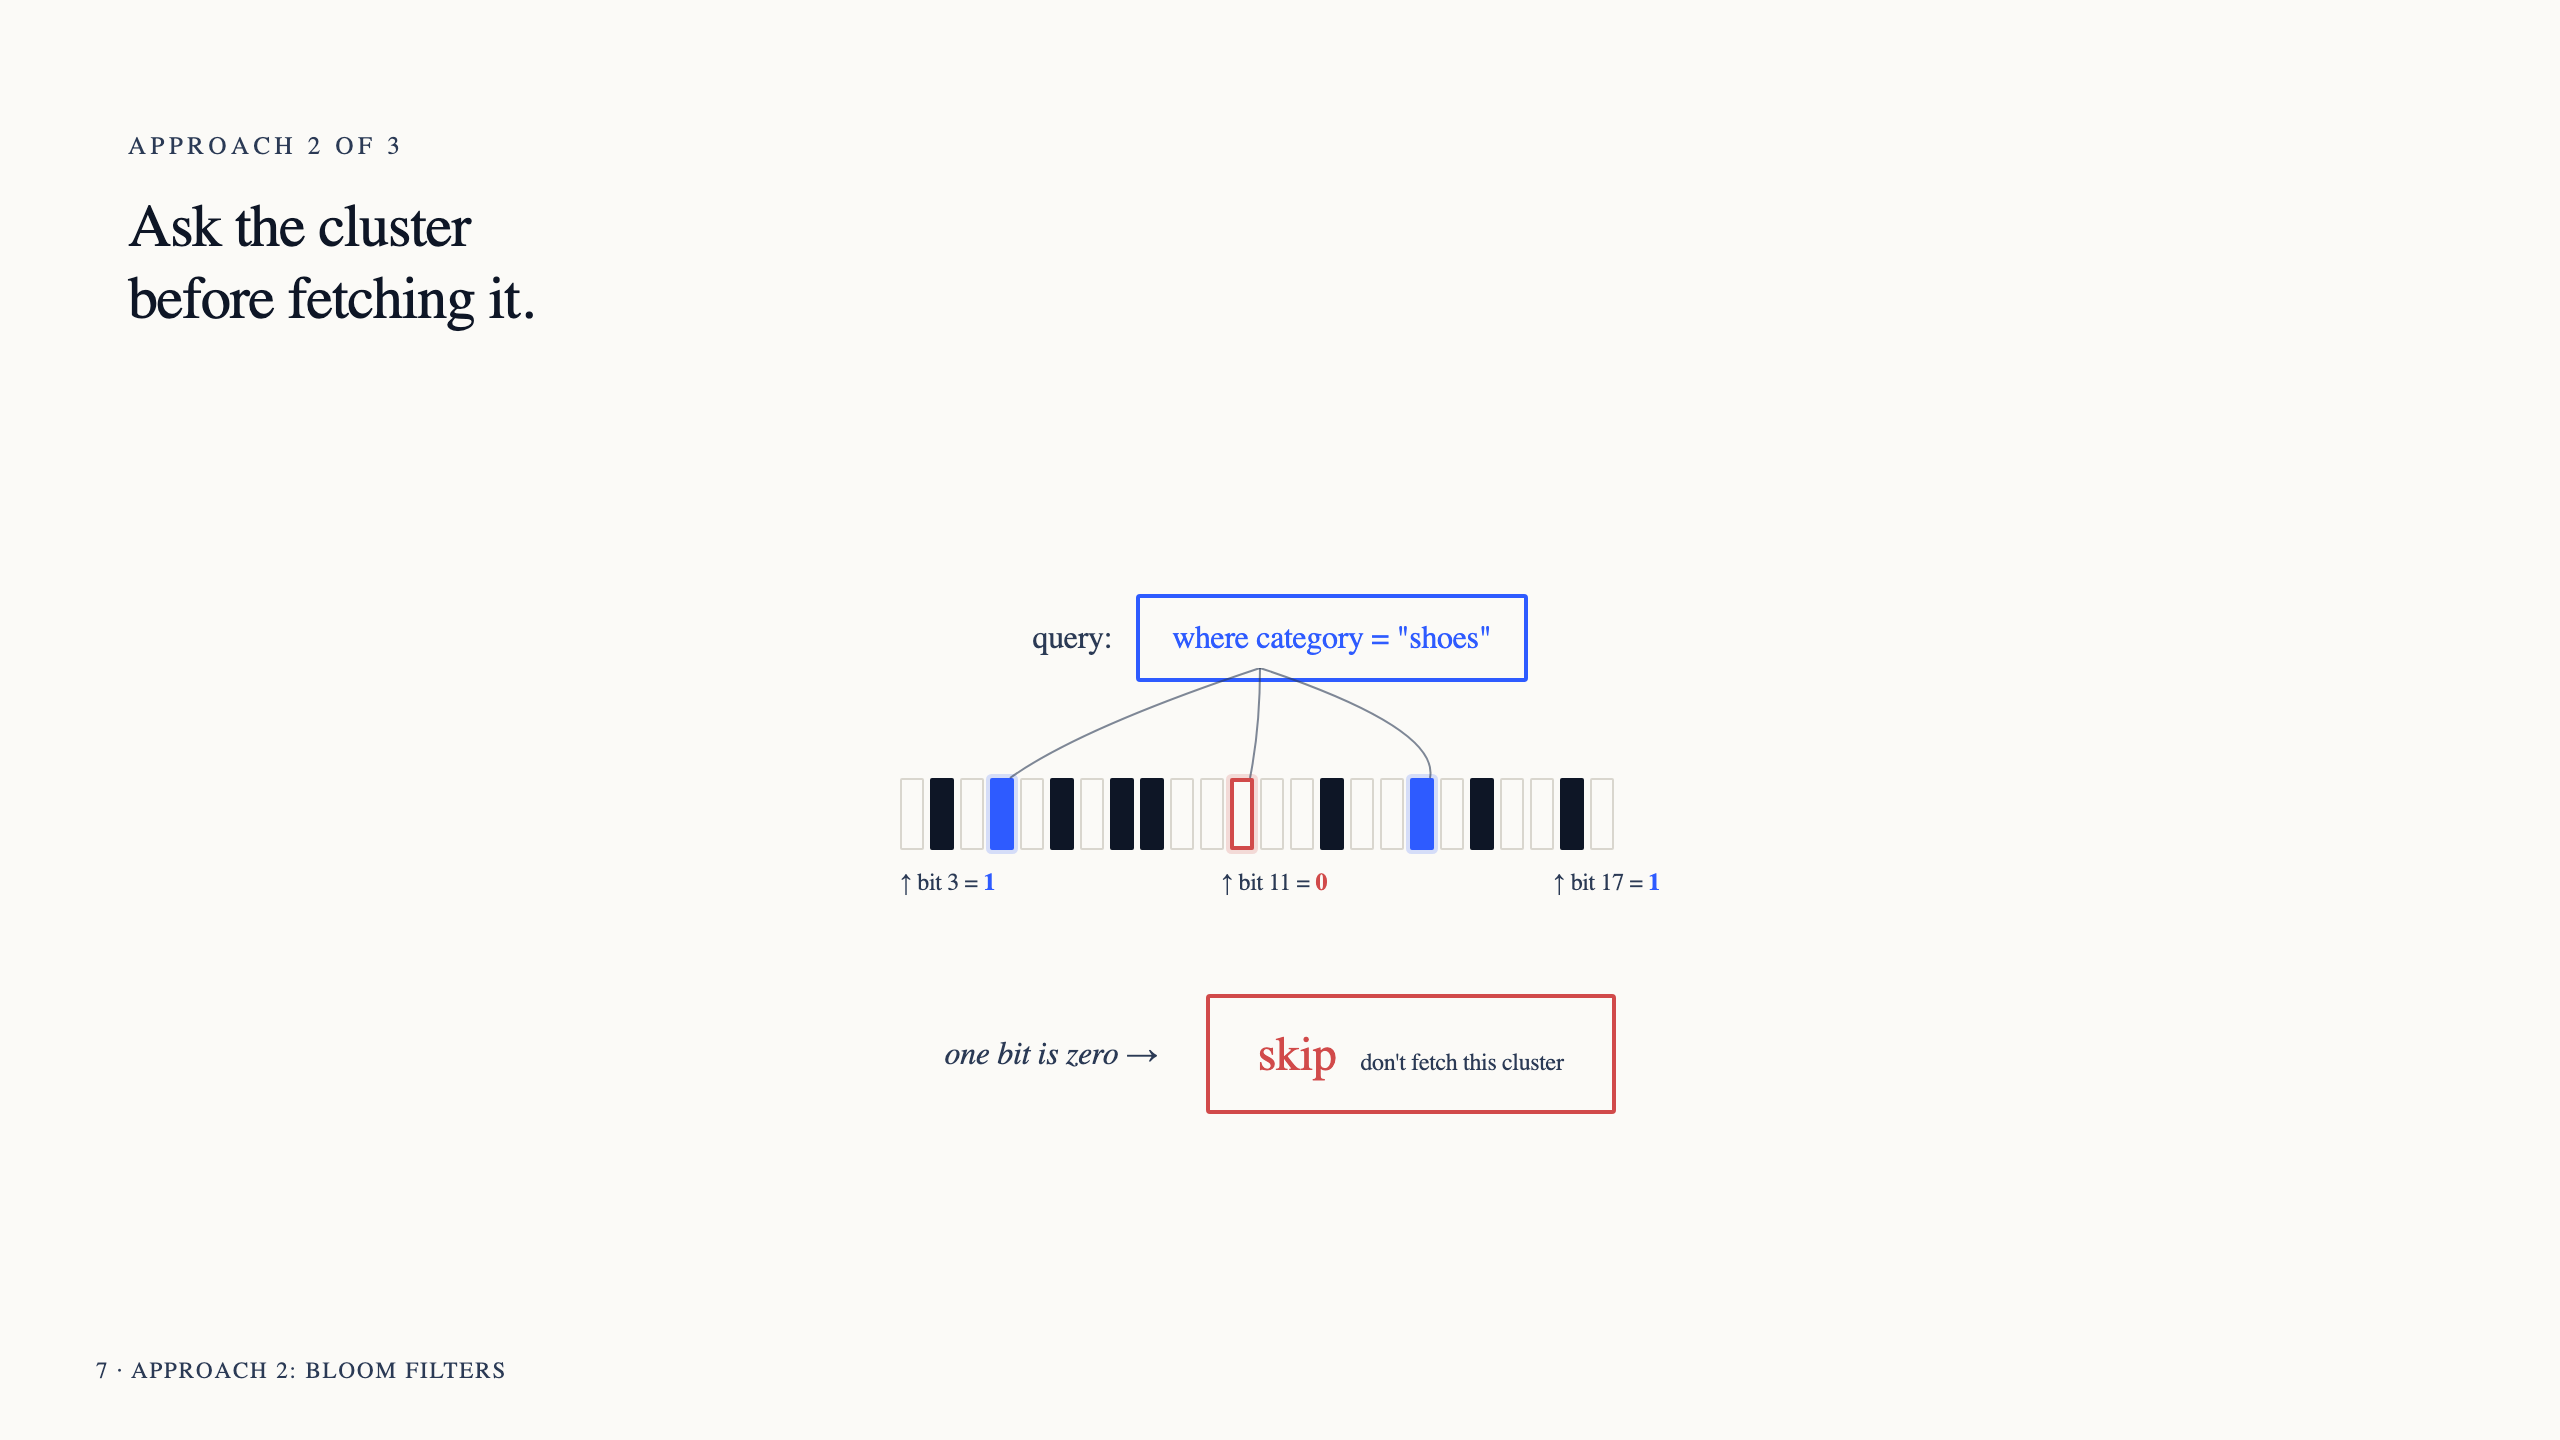 APPROACH 2 OF 3
Ask the cluster
before fetching it.
query: where category = "shoes"
↑ bit 3 = 1 ↑ bit 11 = 0 ↑ bit 17 = 1
one bit is zero → skip don't fetch this cluster
7 · APPROACH 2: BLOOM FILTERS